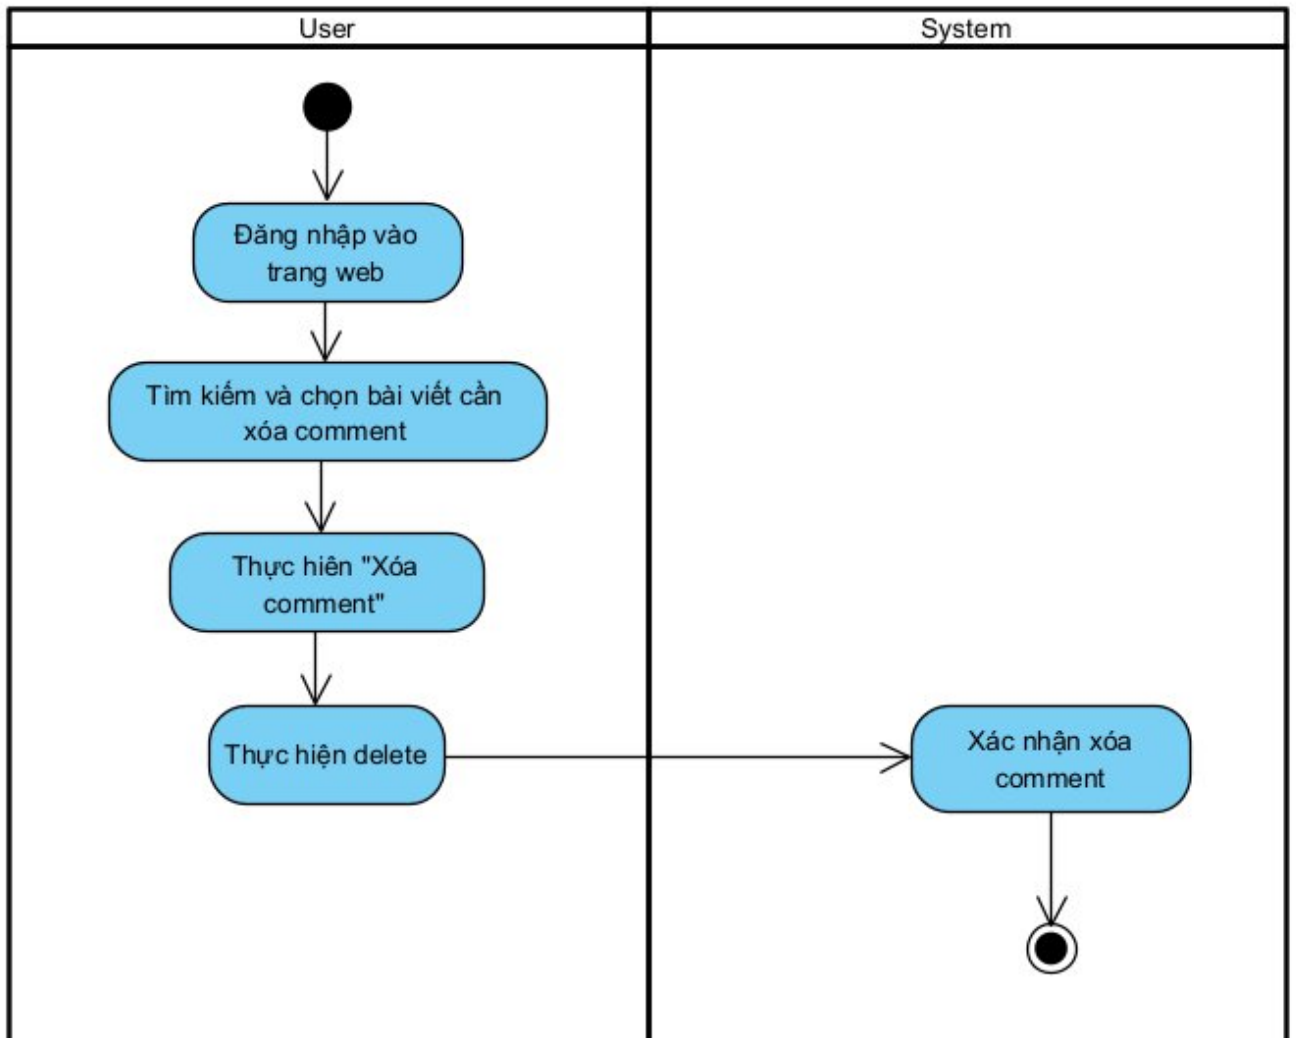 User
System
Đăng nhập vào
trang web
Tìm kiếm và chọn bài viết cần
xóa comment
Thực hiên "Xóa
comment"
Thực hiện delete
Xác nhận xóa
comment